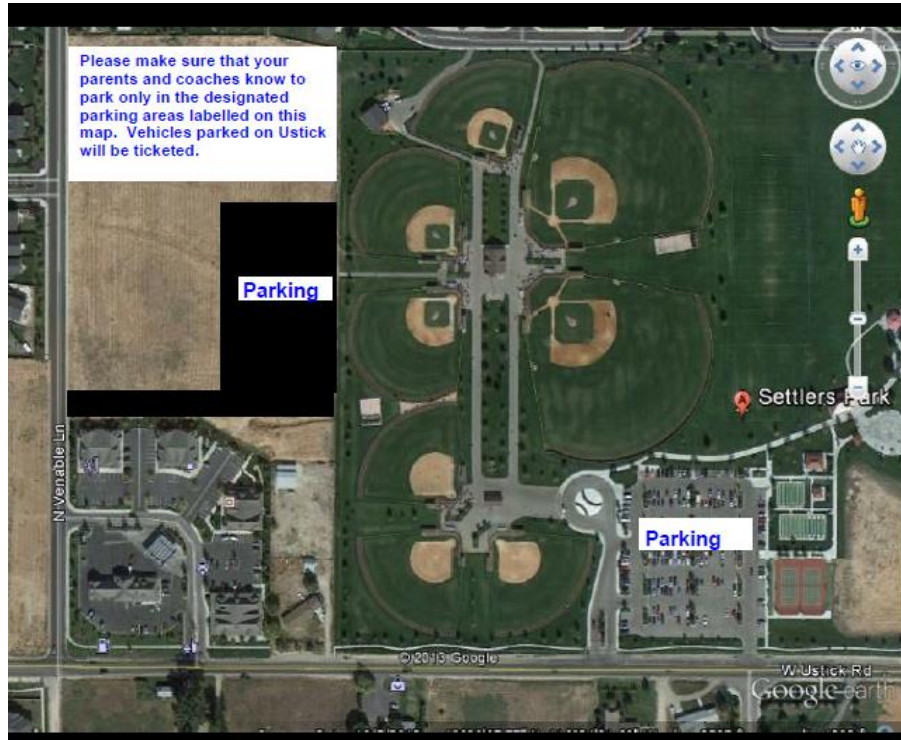 Please make sure that your
parents and coaches know to
park only in the designated
parking areas labelled on this
map. Vehicles parked on Ustick
will be ticketed.
Parking
A Settlers Park
N Venable Ln
Parking
© 2013 Google
W Ustick Rd
Google earth